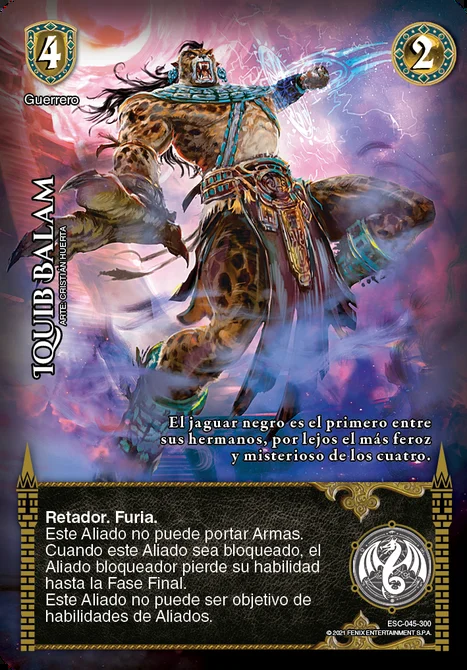 4
2
Guerrero
IQUIB BALAM
ARTE: CRISTIÁN HUERTA
El jaguar negro es el primero entre
sus hermanos, por lejos el más feroz
y misterioso de los cuatro.
Retador. Furia.
Este Aliado no puede portar Armas.
Cuando este Aliado sea bloqueado, el
Aliado bloqueador pierde su habilidad
hasta la Fase Final.
Este Aliado no puede ser objetivo de
habilidades de Aliados.
ESC-045-300
© 2021 FENIX ENTERTAINMENT S.P.A.